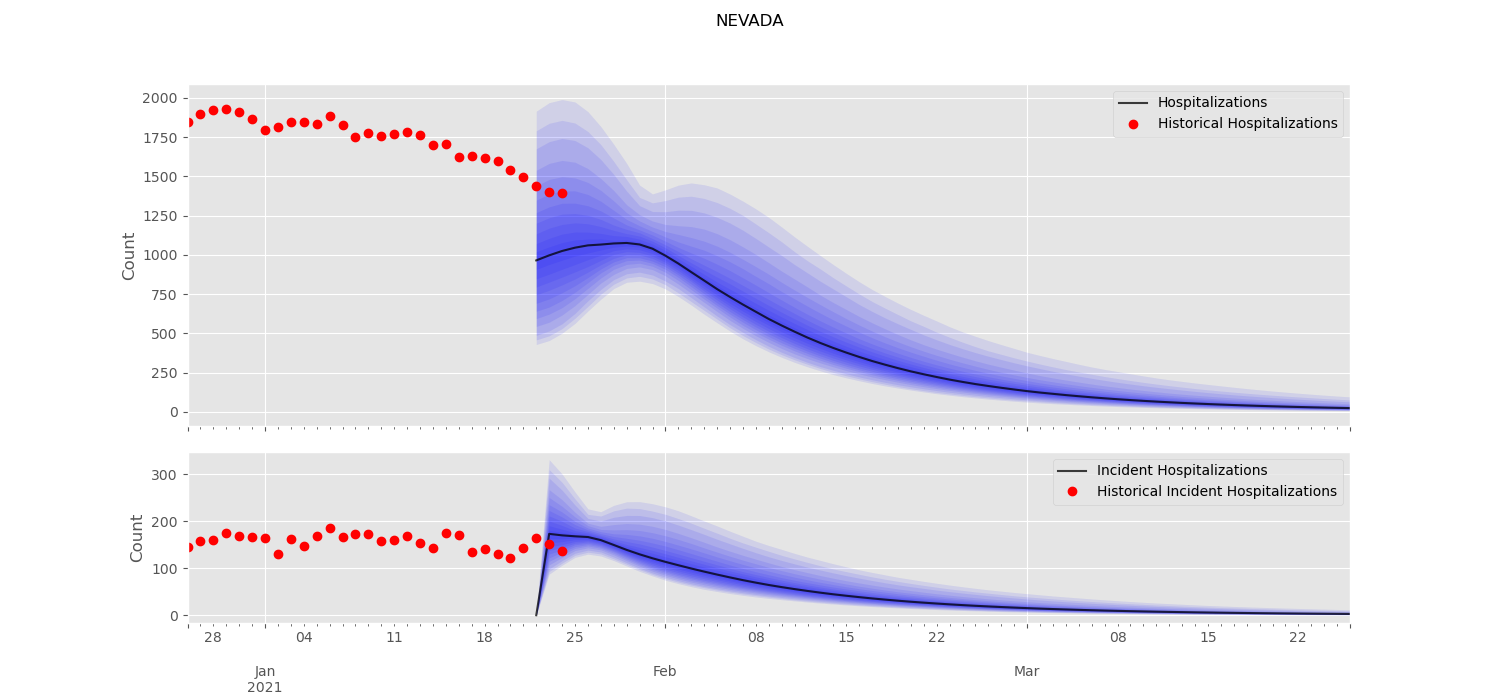 NEVADA
2000
1750
1500
1250
1000
750
500
250
0
Count
Hospitalizations
Historical Hospitalizations
300
200
100
0
Count
Incident Hospitalizations
Historical Incident Hospitalizations
28 04 11 18 25 08 15 22 08 15 22
Jan Feb Mar
2021